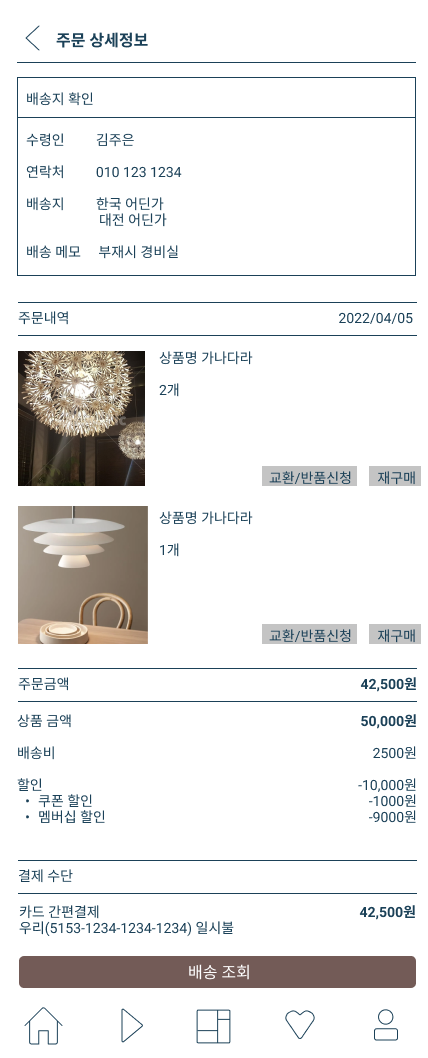 주문 상세정보
배송지 확인
수령인 김주은
연락처 010 123 1234
배송지 한국 어딘가
대전 어딘가
배송 메모 부재시 경비실
주문내역 2022/04/05
상품명 가나다라
2개
교환/반품신청 재구매
상품명 가나다라
1개
교환/반품신청 재구매
주문금액 42,500원
상품 금액 50,000원
배송비 2500원
할인 -10,000원
• 쿠폰 할인 -1000원
• 멤버십 할인 -9000원
결제 수단
카드 간편결제 42,500원
우리(5153-1234-1234-1234) 일시불
배송 조회